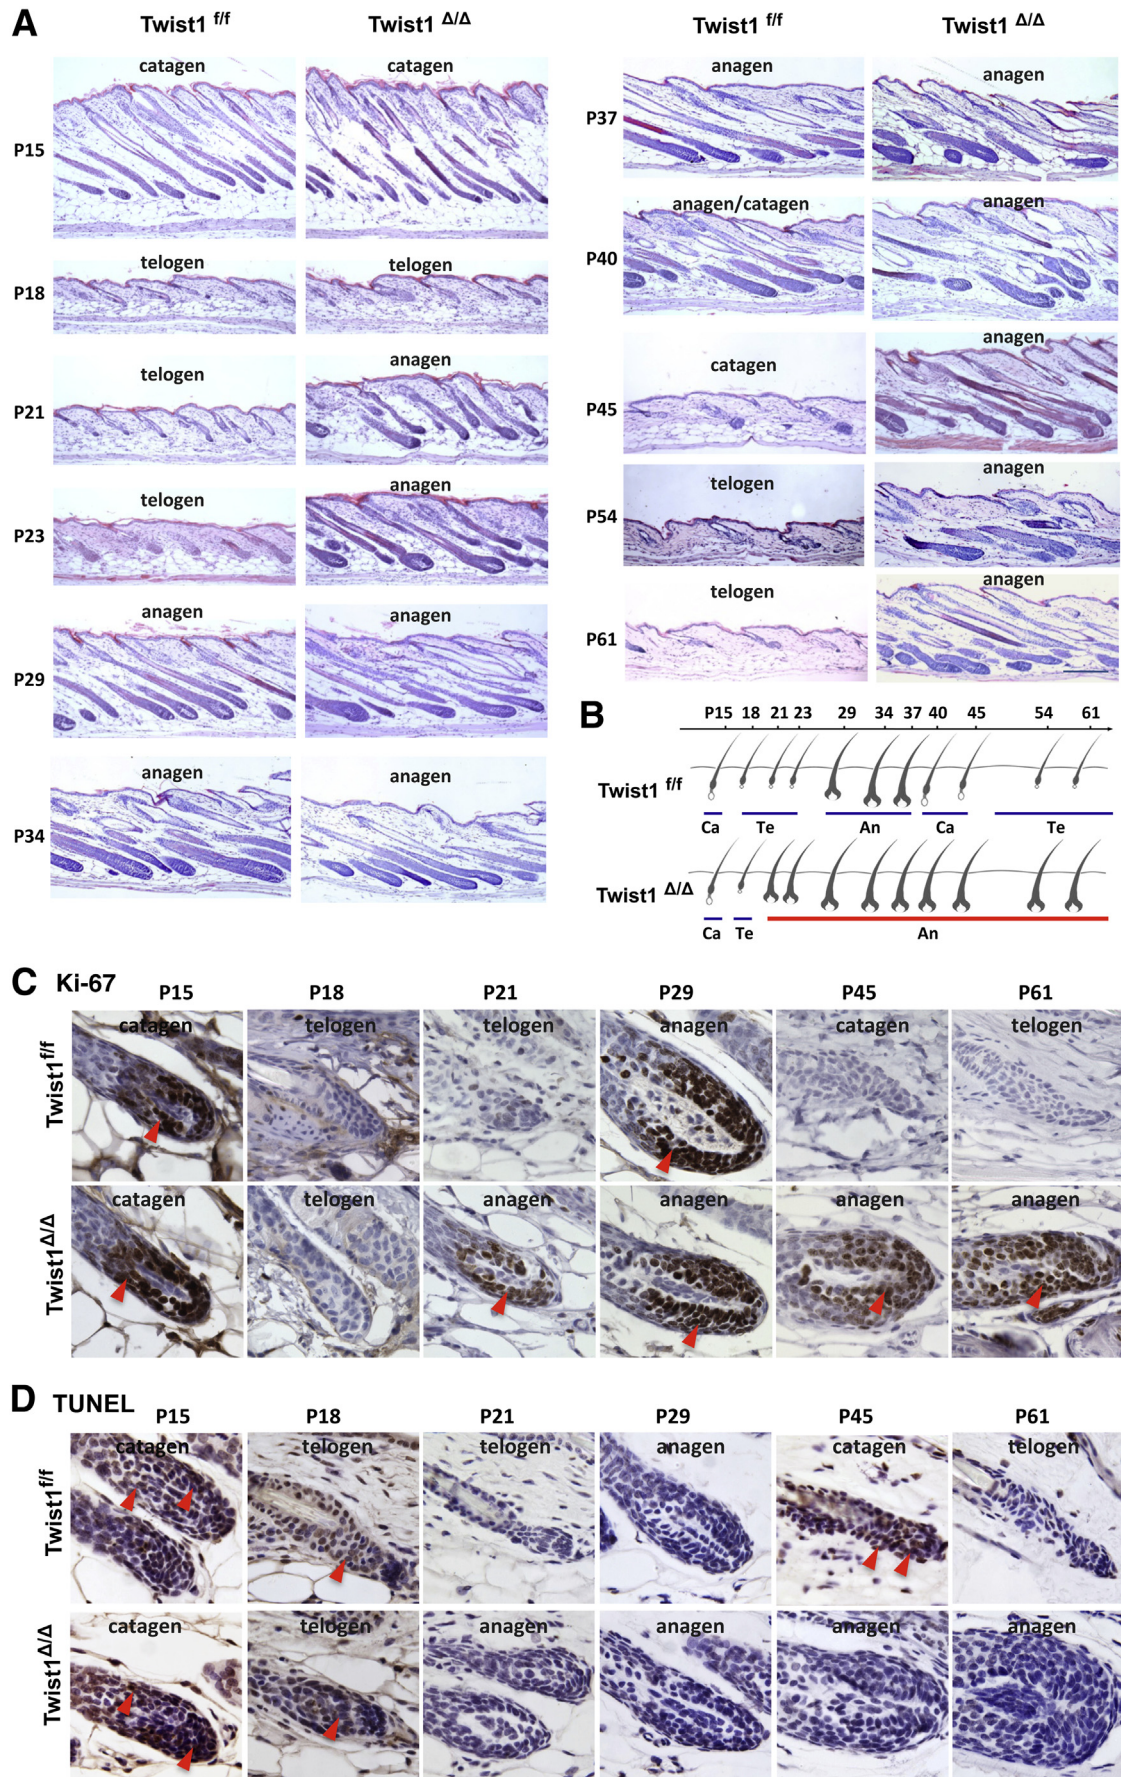 A
Twist1 f/f
Twist1 Δ/Δ
P15
catagen
catagen
P18
telogen
telogen
P21
telogen
anagen
P23
telogen
anagen
P29
anagen
anagen
P34
anagen
anagen
Twist1 f/f
Twist1 Δ/Δ
P37
anagen
anagen
P40
anagen/catagen
anagen
P45
catagen
anagen
P54
telogen
anagen
P61
telogen
anagen
B
P15 18 21 23 29 34 37 40 45 54 61
Twist1 f/f
Ca Te An Ca Te
Twist1 Δ/Δ
Ca Te An
C Ki-67
P15 P18 P21 P29 P45 P61
Twist1f/f
catagen telogen telogen anagen catagen telogen
Twist1Δ/Δ
catagen telogen anagen anagen anagen anagen
D TUNEL
P15 P18 P21 P29 P45 P61
Twist1f/f
catagen telogen telogen anagen catagen telogen
Twist1Δ/Δ
catagen telogen anagen anagen anagen anagen